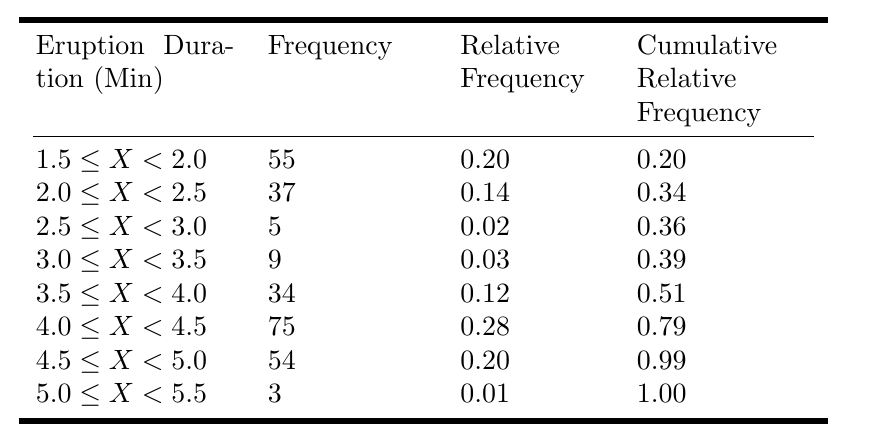 Eruption Dura- Frequency Relative Cumulative
tion (Min) Frequency Relative
Frequency
1.5 ≤ X < 2.0 55 0.20 0.20
2.0 ≤ X < 2.5 37 0.14 0.34
2.5 ≤ X < 3.0 5 0.02 0.36
3.0 ≤ X < 3.5 9 0.03 0.39
3.5 ≤ X < 4.0 34 0.12 0.51
4.0 ≤ X < 4.5 75 0.28 0.79
4.5 ≤ X < 5.0 54 0.20 0.99
5.0 ≤ X < 5.5 3 0.01 1.00